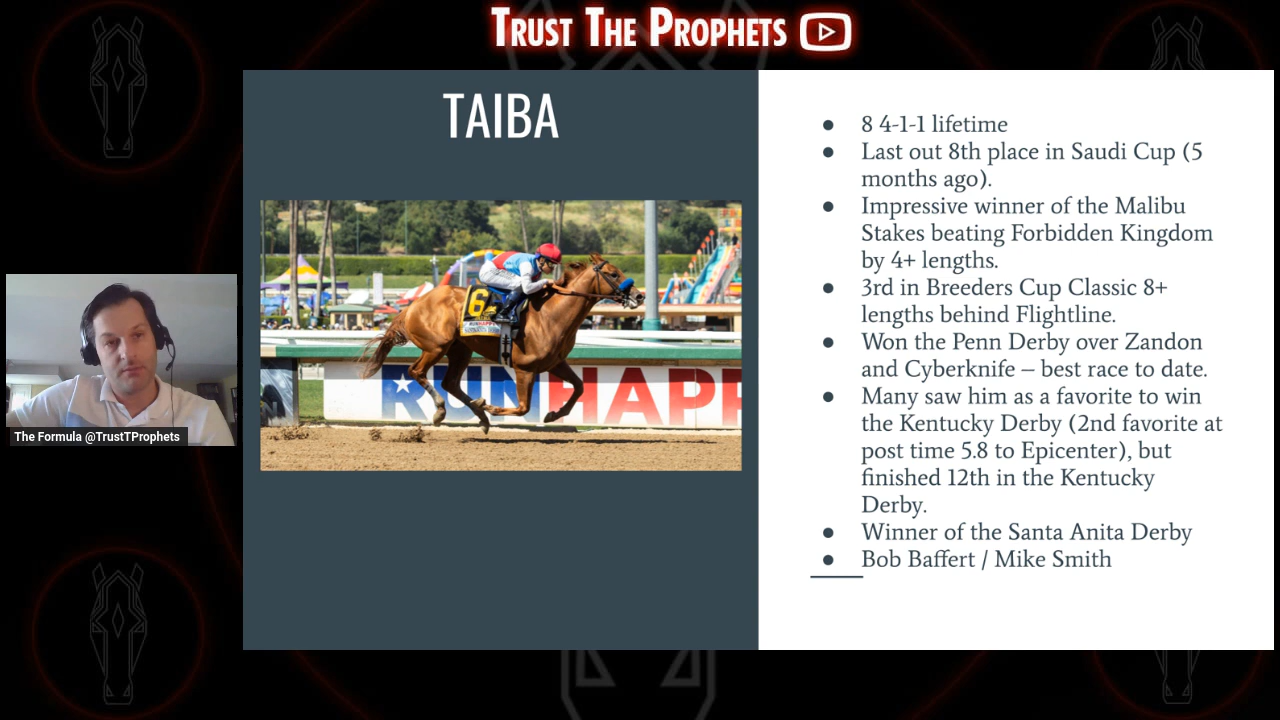 TRUST THE PROPHETS
TAIBA
8 4-1-1 lifetime
Last out 8th place in Saudi Cup (5
months ago).
Impressive winner of the Malibu
Stakes beating Forbidden Kingdom
by 4+ lengths.
3rd in Breeders Cup Classic 8+
lengths behind Flightline.
Won the Penn Derby over Zandon
and Cyberknife – best race to date.
Many saw him as a favorite to win
the Kentucky Derby (2nd favorite at
post time 5.8 to Epicenter), but
finished 12th in the Kentucky
Derby.
Winner of the Santa Anita Derby
Bob Baffert / Mike Smith
6
RUNHAPPY
RUNHAPP
The Formula @TrustTProphets